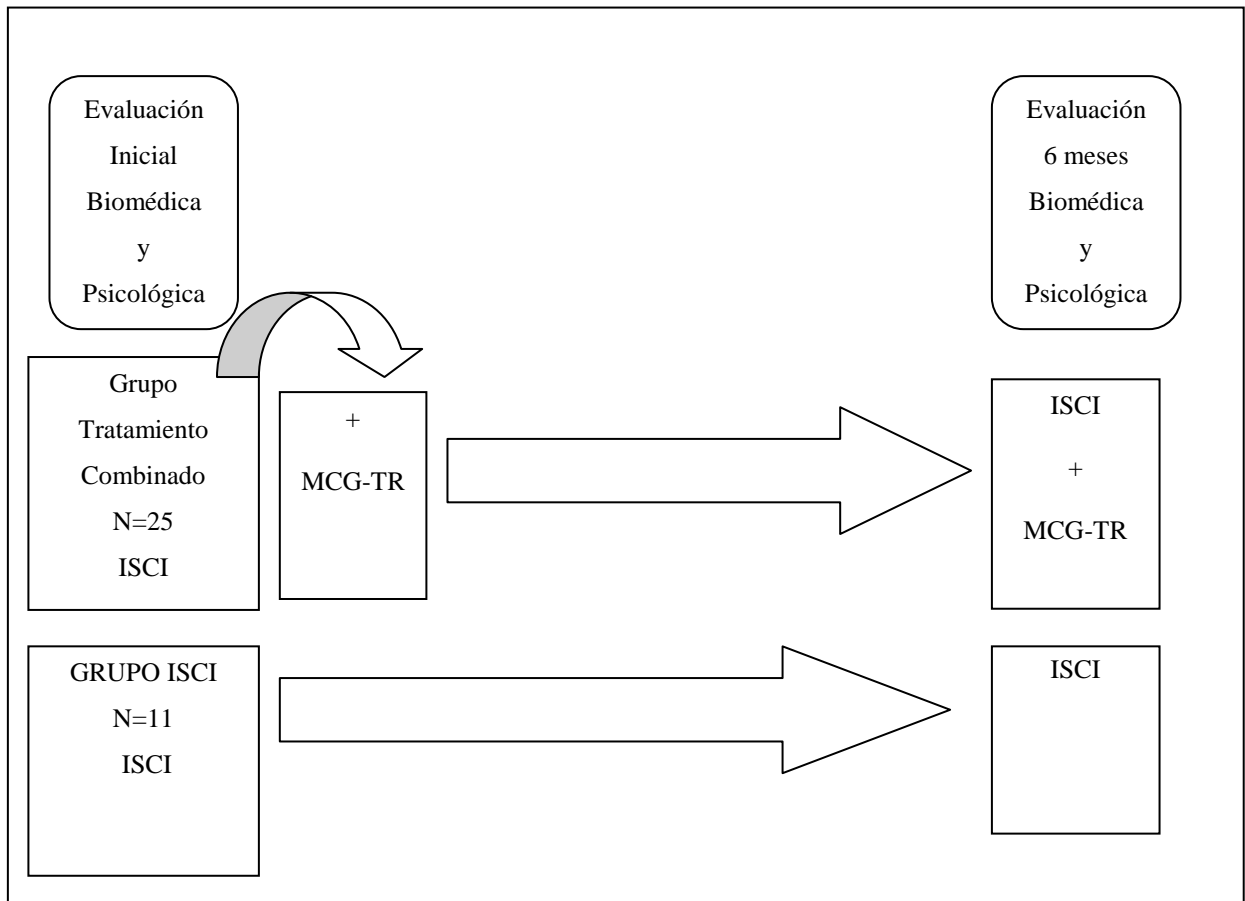 Evaluación
Inicial
Biomédica
y
Psicológica
Evaluación
6 meses
Biomédica
y
Psicológica
Grupo
Tratamiento
Combinado
N=25
ISCI
+
MCG-TR
ISCI
+
MCG-TR
GRUPO ISCI
N=11
ISCI
ISCI